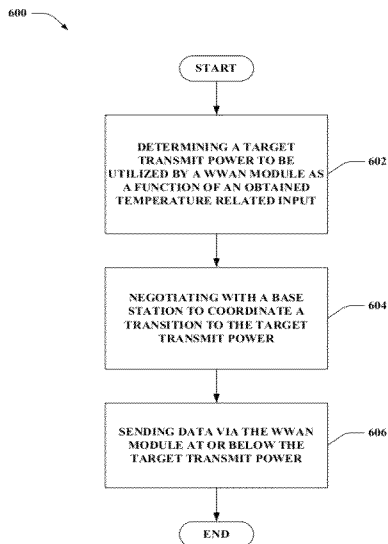 600
START
DETERMINING A TARGET
TRANSMIT POWER TO BE
UTILIZED BY A WWAN MODULE AS
A FUNCTION OF AN OBTAINED
TEMPERATURE RELATED INPUT
602
NEGOTIATING WITH A BASE
STATION TO COORDINATE A
TRANSITION TO THE TARGET
TRANSMIT POWER
604
SENDING DATA VIA THE WWAN
MODULE AT OR BELOW THE
TARGET TRANSMIT POWER
606
END